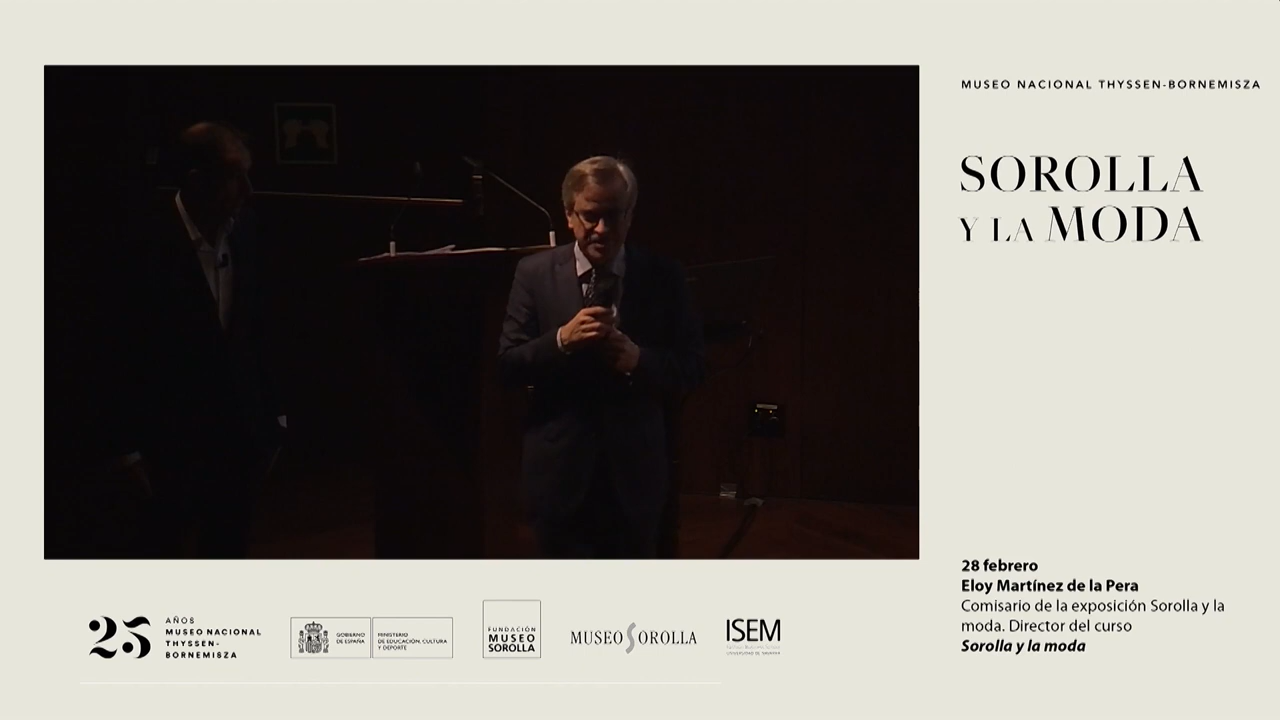 MUSEO NACIONAL THYSSEN-BORNEMISZA
SOROLLA
Y LA MODA
28 febrero
Eloy Martínez de la Pera
Comisario de la exposición Sorolla y la
moda. Director del curso
Sorolla y la moda
25
AÑOS
MUSEO NACIONAL
THYSSEN-
BORNEMISZA
GOBIERNO
DE ESPAÑA
MINISTERIO
DE EDUCACIÓN, CULTURA
Y DEPORTE
FUNDACIÓN
MUSEO
SOROLLA
MUSEO SOROLLA
ISEM